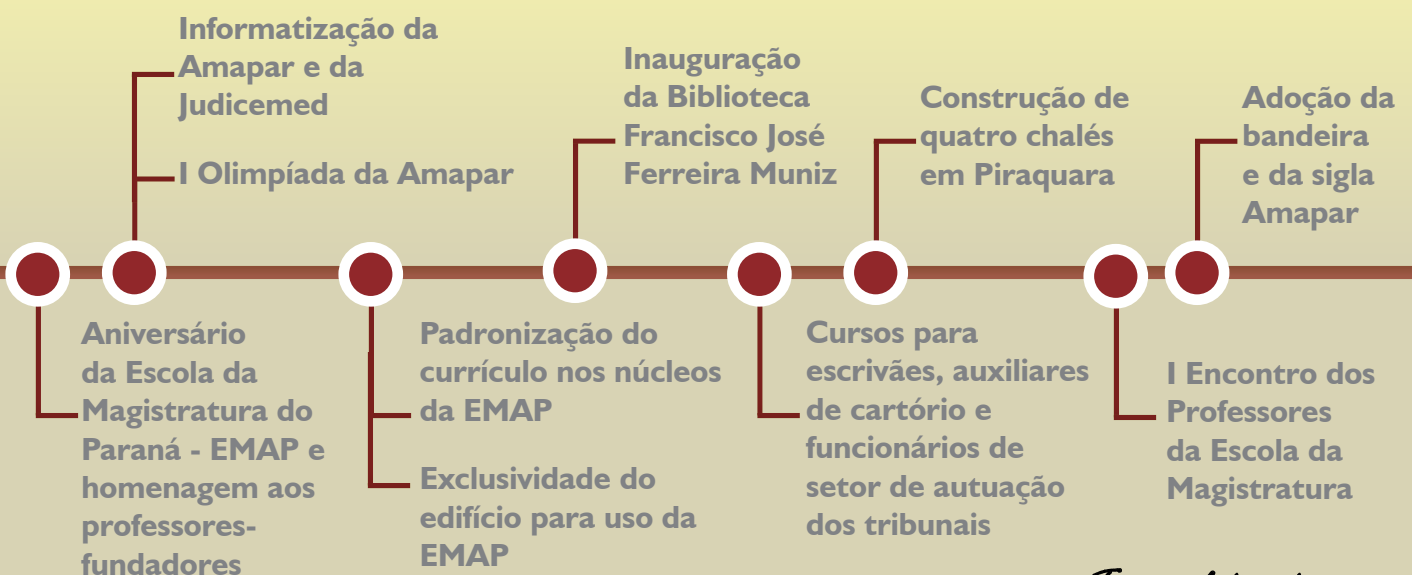 Informatização da
Amapar e da
Judicemed
I Olimpíada da Amapar
Inauguração
da Biblioteca
Francisco José
Ferreira Muniz
Construção de
quatro chalés
em Piraquara
Adoção da
bandeira
e da sigla
Amapar
Aniversário
da Escola da
Magistratura do
Paraná - EMAP e
homenagem aos
professores-
fundadores
Padronização do
currículo nos núcleos
da EMAP
Exclusividade do
edifício para uso da
EMAP
Cursos para
escrivães, auxiliares
de cartório e
funcionários de
setor de autuação
dos tribunais
I Encontro dos
Professores
da Escola da
Magistratura